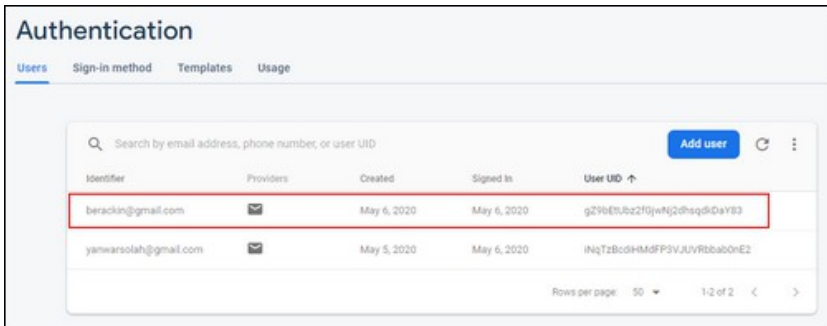 Authentication
Users Sign-in method Templates Usage
Search by email address, phone number, or user UID Add user
Identifier Providers Created Signed In User UID ↑
berackin@gmail.com May 6, 2020 May 6, 2020
yanwarsolah@gmail.com May 5, 2020 May 6, 2020
Rows per page: 50 1-2 of 2